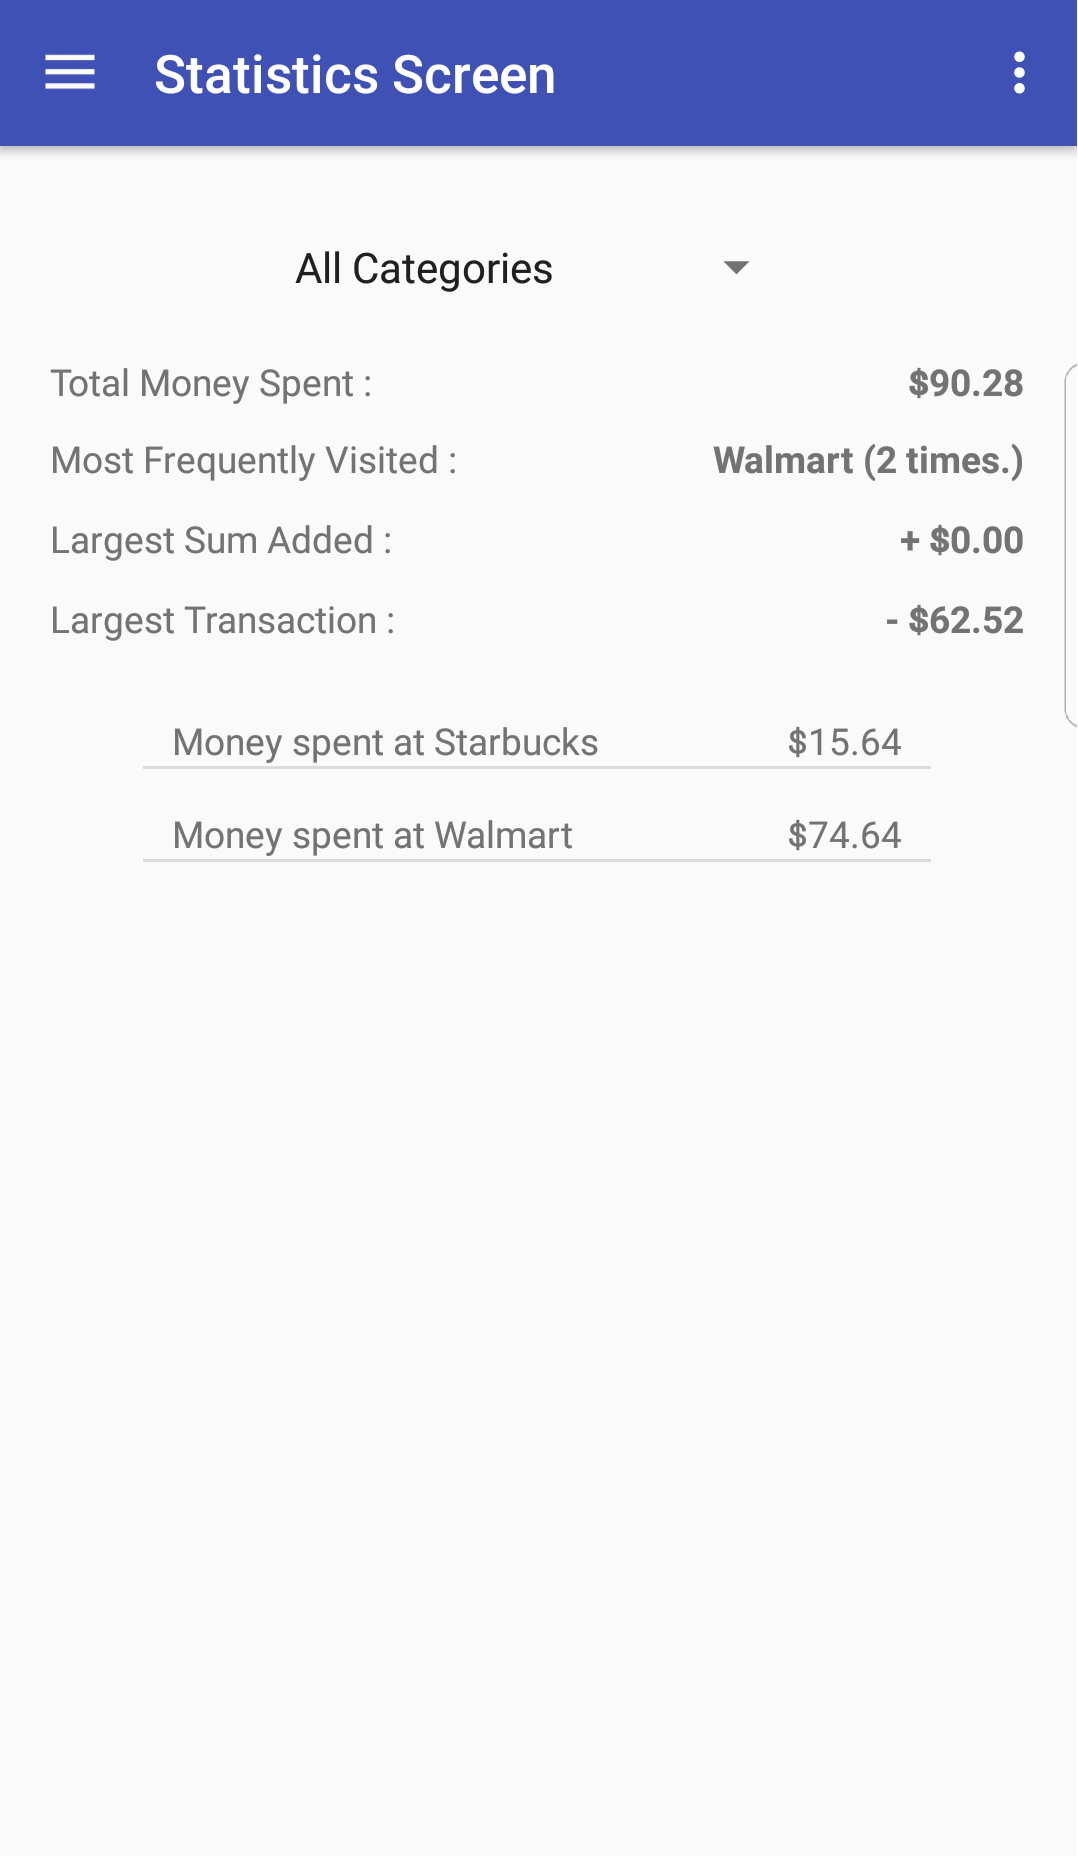 Statistics Screen
All Categories
Total Money Spent : $90.28
Most Frequently Visited : Walmart (2 times.)
Largest Sum Added : + $0.00
Largest Transaction : - $62.52
Money spent at Starbucks $15.64
Money spent at Walmart $74.64